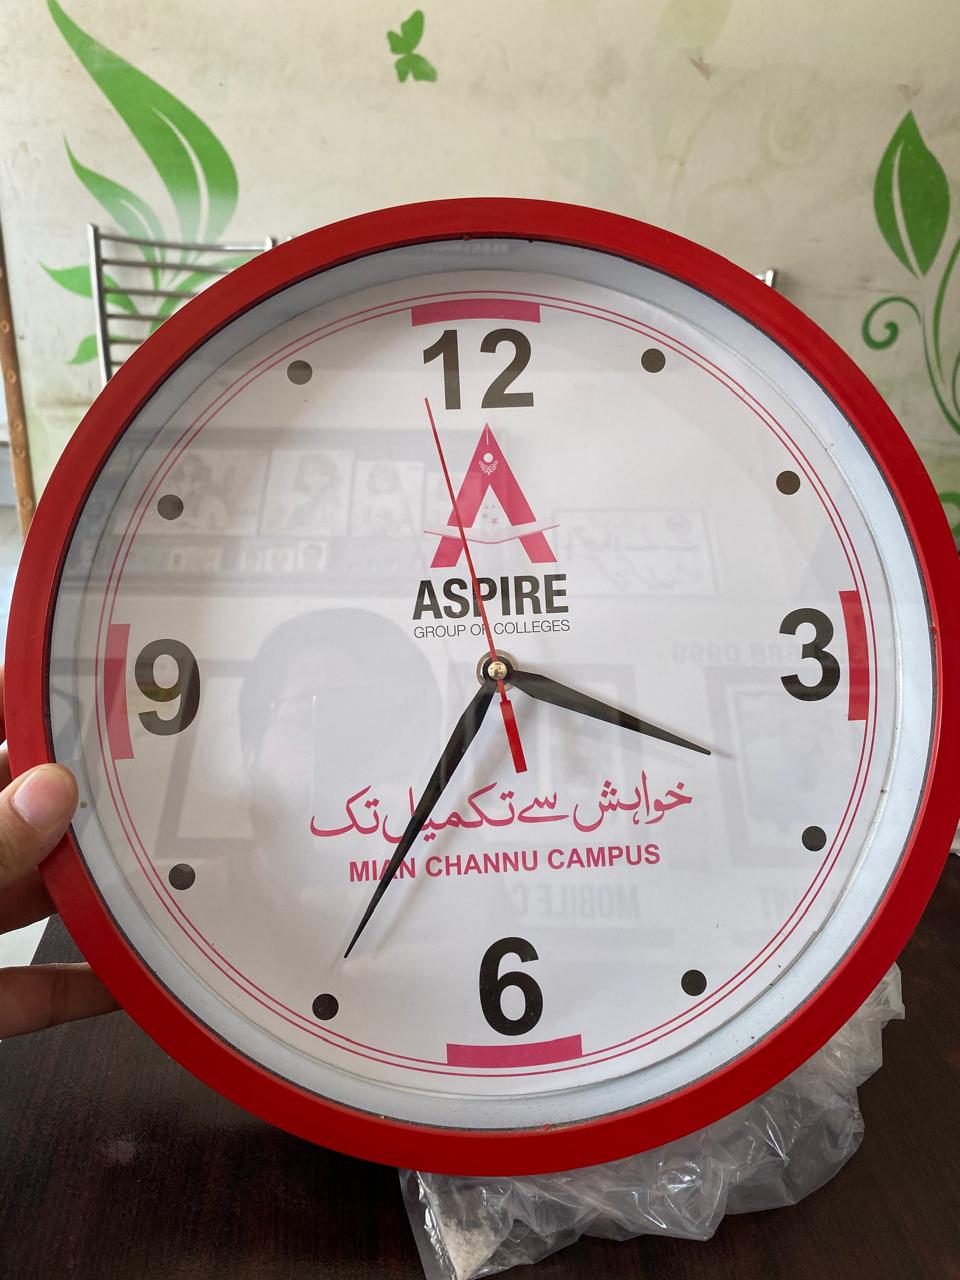 12
ASPIRE
GROUP OF COLLEGES
9
3
خواہش سے تکمیل تک
MIAN CHANNU CAMPUS
6